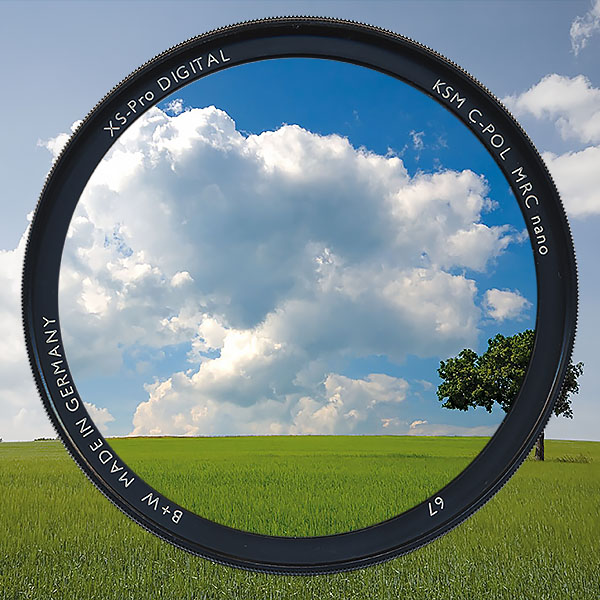 XS-Pro DIGITAL
KSM C-POL MRC nano
67
B+W MADE IN GERMANY